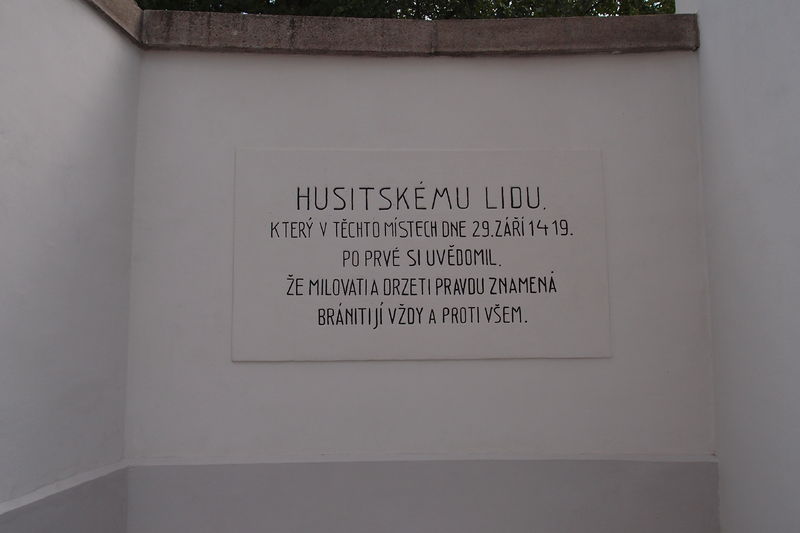 HUSITSKÉMU LIDU.
KTERÝ V TĚCHTO MÍSTECH DNE 29.ZÁŘÍ 1419.
PO PRVÉ SI UVĚDOMIL.
ŽE MILOVATI A DRZETI PRAVDU ZNAMENÁ
BRÁNITI JÍ VŽDY A PROTI VŠEM.